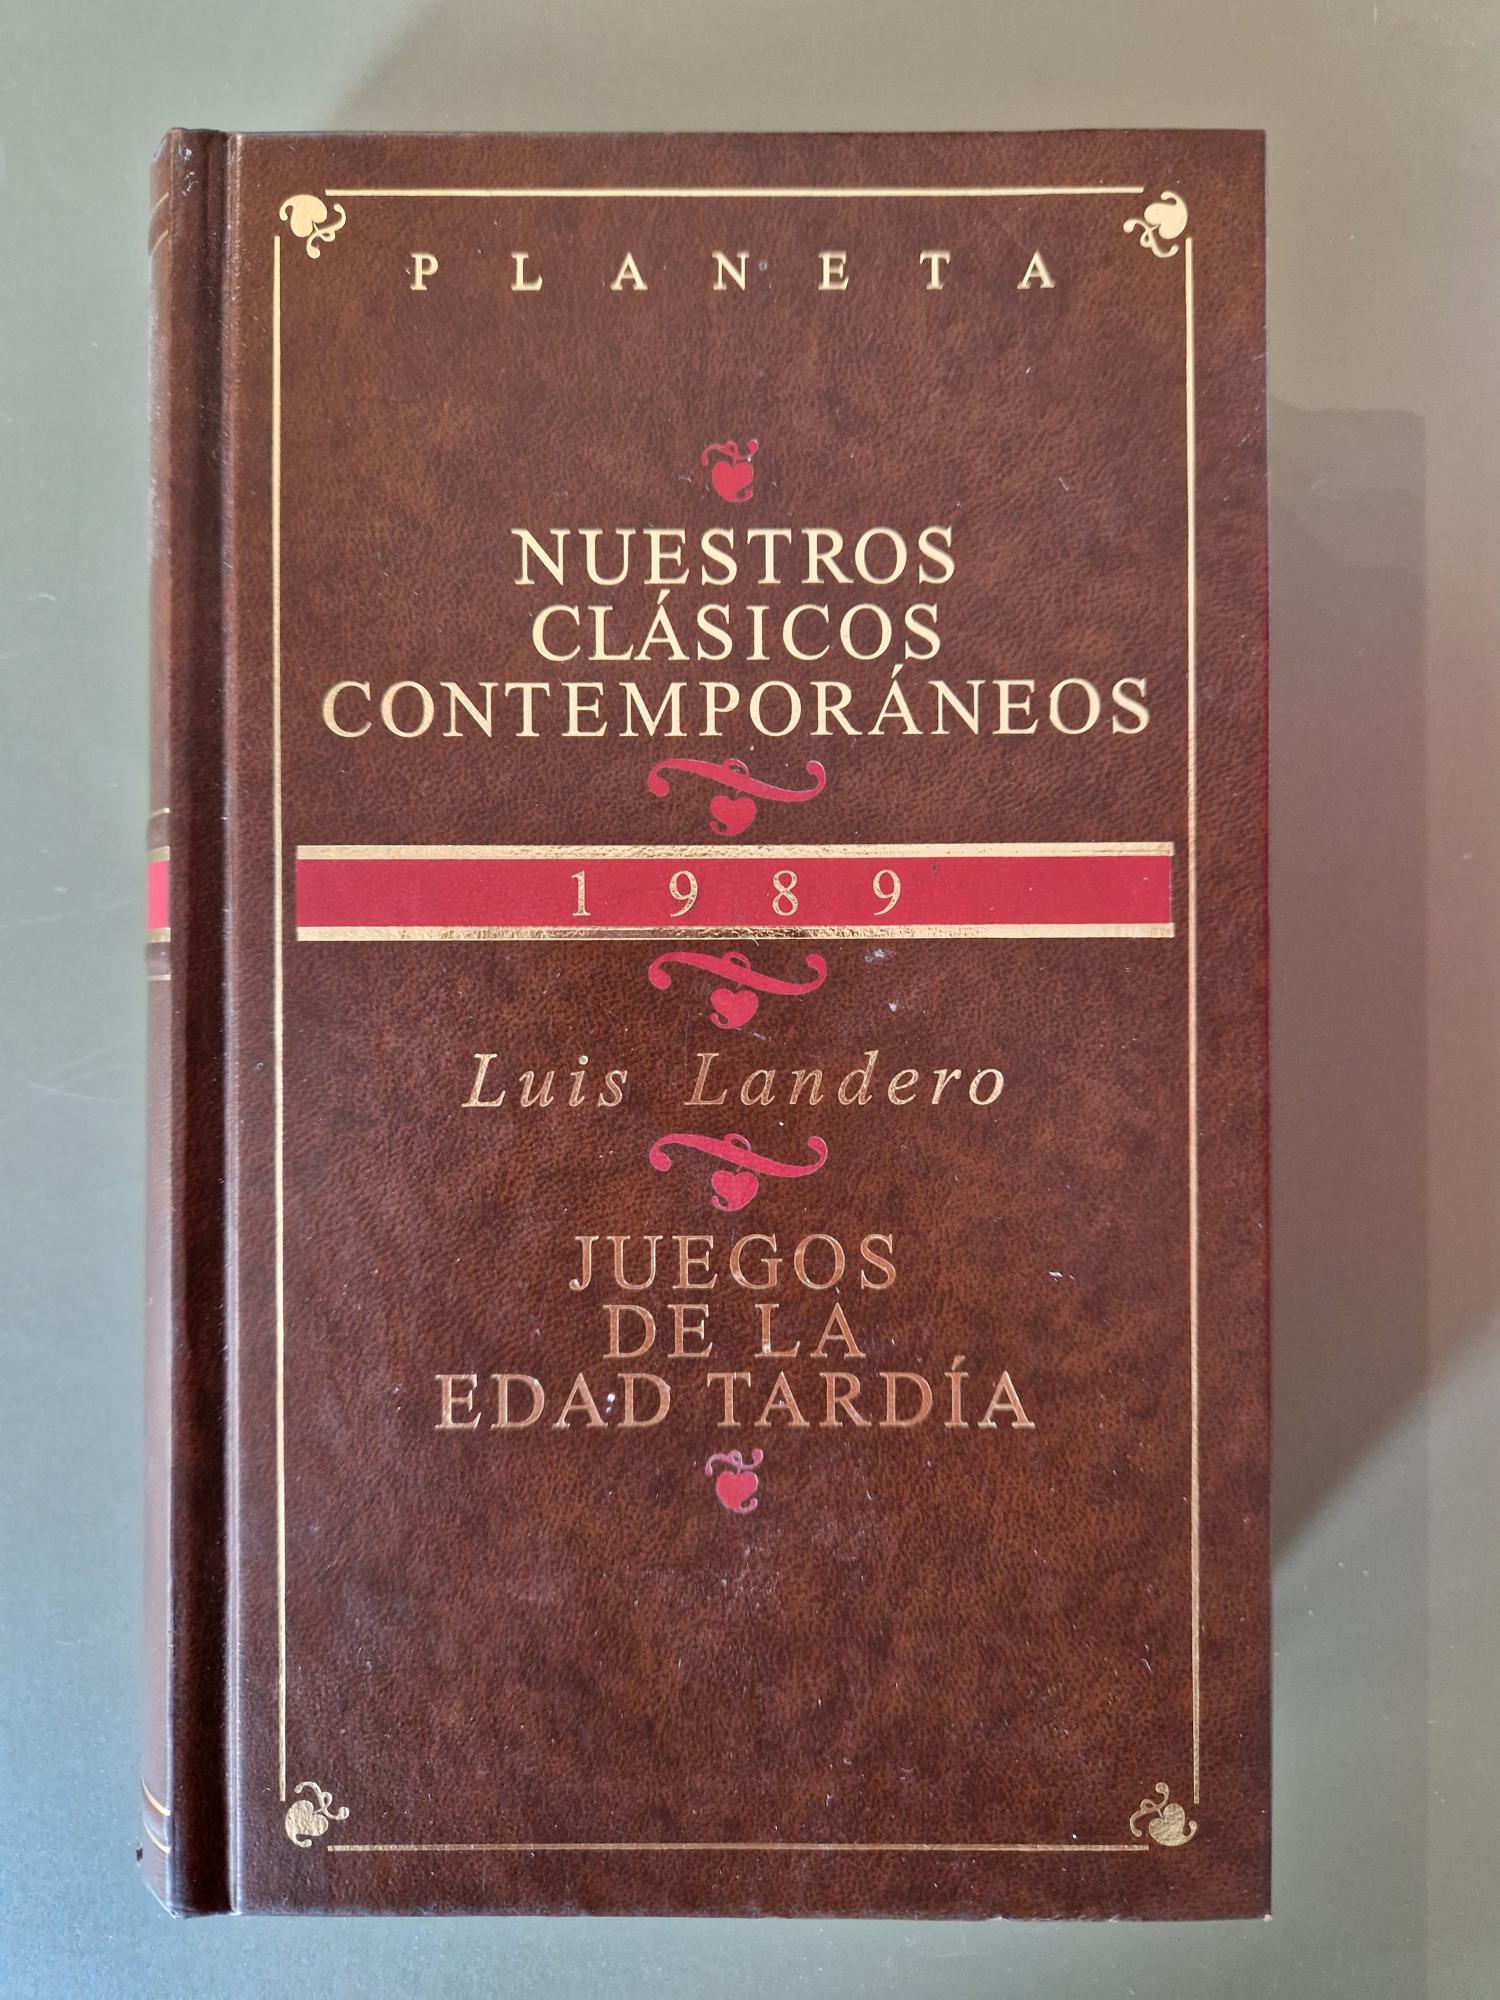 PLANETA
NUESTROS
CLÁSICOS
CONTEMPORÁNEOS
1989
Luis Landero
JUEGOS
DE LA
EDAD TARDÍA